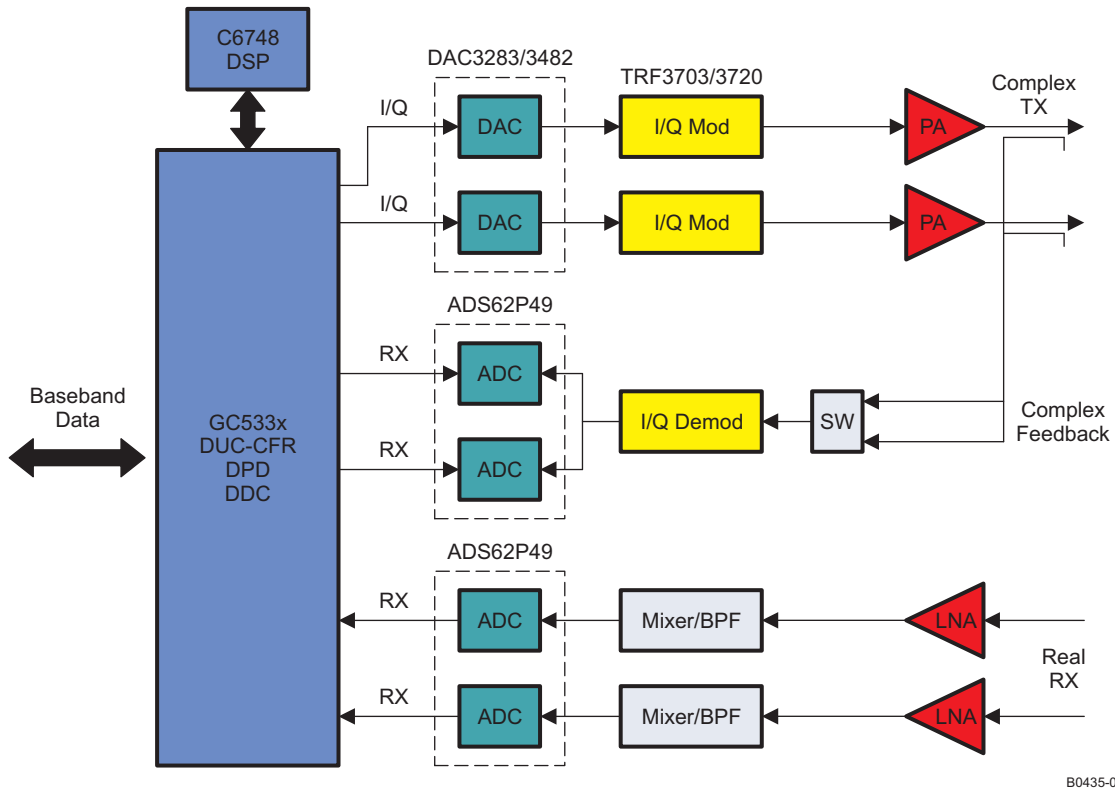 C6748
DSP
DAC3283/3482
TRF3703/3720
Complex
TX
I/Q
DAC
I/Q Mod
PA
I/Q
DAC
I/Q Mod
PA
ADS62P49
RX
ADC
Baseband
Data
GC533x
DUC-CFR
DPD
DDC
I/Q Demod
SW
Complex
Feedback
RX
ADC
ADS62P49
RX
ADC
Mixer/BPF
LNA
Real
RX
RX
ADC
Mixer/BPF
LNA
B0435-0